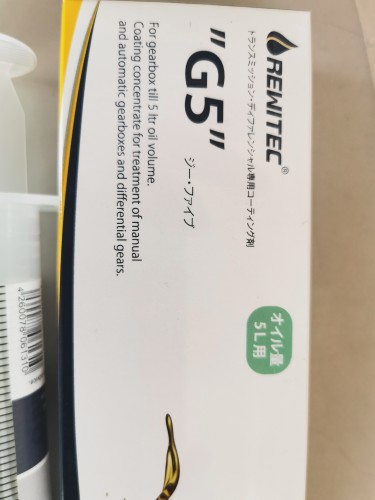 REWITEC®
トランスミッション・ディファレンシャル専用コーティング剤
"G5"
ジー・ファイブ
For gearbox till 5 ltr oil volume.
Coating concentrate for treatment of manual
and automatic gearboxes and differential gears.
オイル量
5L用
4 260078 061310